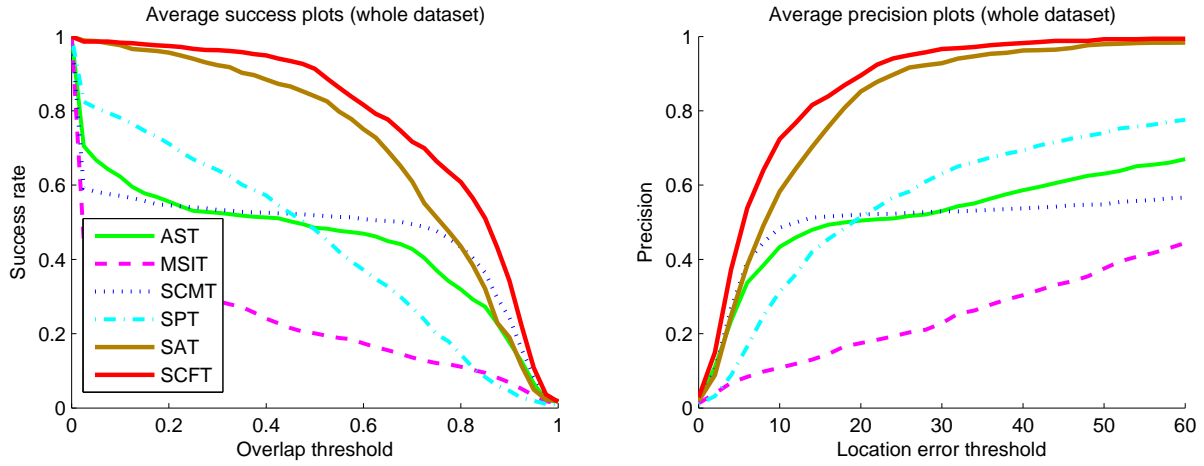 Average success plots (whole dataset)
1
0.8
0.6
0.4
0.2
0
Success rate
AST
MSIT
SCMT
SPT
SAT
SCFT
0 0.2 0.4 0.6 0.8 1
Overlap threshold
Average precision plots (whole dataset)
1
0.8
0.6
0.4
0.2
0
Precision
0 10 20 30 40 50 60
Location error threshold